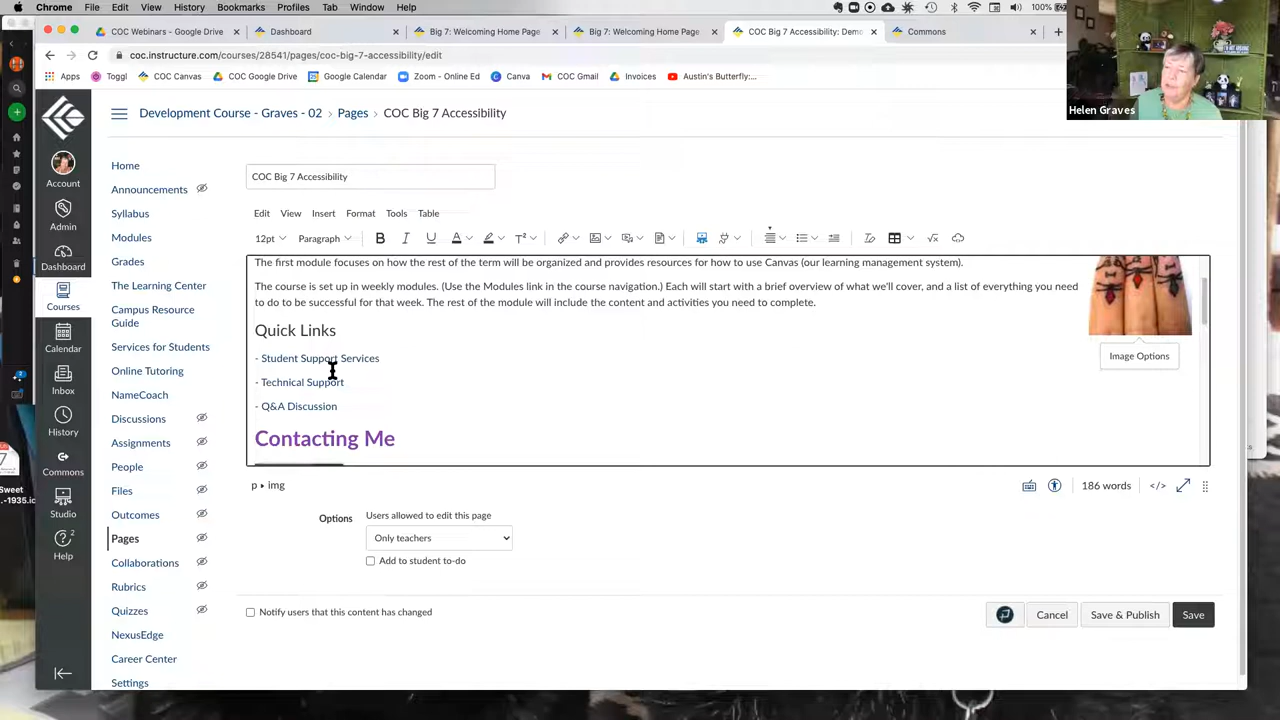 Chrome File Edit View History Bookmarks Profiles Tab Window Help
100%
COC Webinars - Google Drive
Dashboard
Big 7: Welcoming Home Page
Big 7: Welcoming Home Page
COC Big 7 Accessibility: Demo
Commons
coc.instructure.com/courses/28541/pages/coc-big-7-accessibility/edit
Apps Toggl COC Canvas COC Google Drive Google Calendar Zoom - Online Ed Canva COC Gmail Invoices Austin's Butterfly:...
Helen Graves
Development Course - Graves - 02 › Pages › COC Big 7 Accessibility
Account
Admin
Dashboard
Courses
Calendar
Inbox
History
Commons
Studio
2
Help
Home
Announcements
Syllabus
Modules
Grades
The Learning Center
Campus Resource
Guide
Services for Students
Online Tutoring
NameCoach
Discussions
Assignments
People
Files
Outcomes
Pages
Collaborations
Rubrics
Quizzes
NexusEdge
Career Center
Settings
COC Big 7 Accessibility
Edit View Insert Format Tools Table
12pt Paragraph B I U A T²
The first module focuses on how the rest of the term will be organized and provides resources for how to use Canvas (our learning management system).
The course is set up in weekly modules. (Use the Modules link in the course navigation.) Each will start with a brief overview of what we'll cover, and a list of everything you need
to do to be successful for that week. The rest of the module will include the content and activities you need to complete.
Quick Links
- Student Support Services
- Technical Support
- Q&A Discussion
Contacting Me
Image Options
p ▸ img
186 words </>
Options
Users allowed to edit this page
Only teachers
Add to student to-do
Notify users that this content has changed
Cancel
Save & Publish
Save
Sweet
...-1935.ic